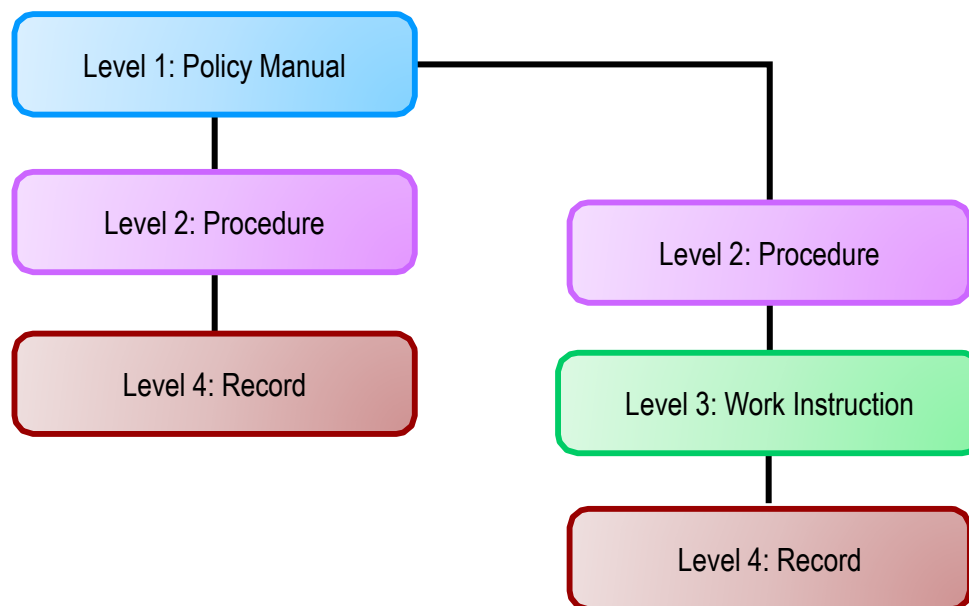 Level 1: Policy Manual
Level 2: Procedure
Level 4: Record
Level 2: Procedure
Level 3: Work Instruction
Level 4: Record